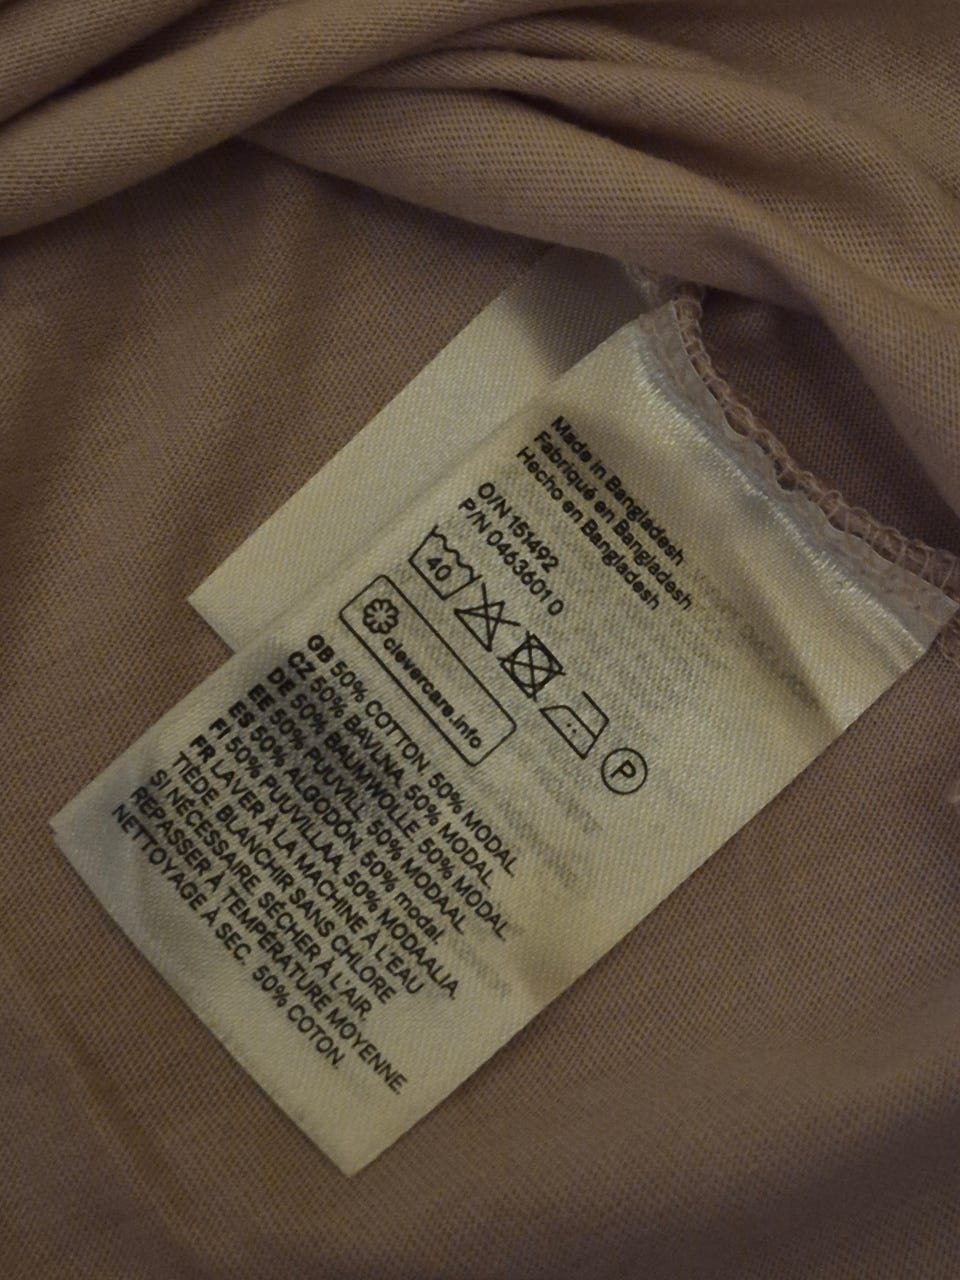 Made in Bangladesh
Fabriqué en Bangladesh
Hecho en Bangladesh
O/N 151492
P/N 0463601 0
40
P
clevercare.info
GB 50% COTTON. 50% MODAL
CZ 50% BAVLNA. 50% MODAL
DE 50% BAUMWOLLE. 50% MODAL
EE 50% PUUVILL. 50% MODAAL
ES 50% ALGODÓN. 50% modal.
FI 50% PUUVILLAA. 50% MODAALIA.
FR LAVER À LA MACHINE À L'EAU
TIÈDE BLANCHIR SANS CHLORE
SI NÉCESSAIRE. SÉCHER À L'AIR.
REPASSER À TEMPÉRATURE MOYENNE.
NETTOYAGE À SEC. 50% COTON.